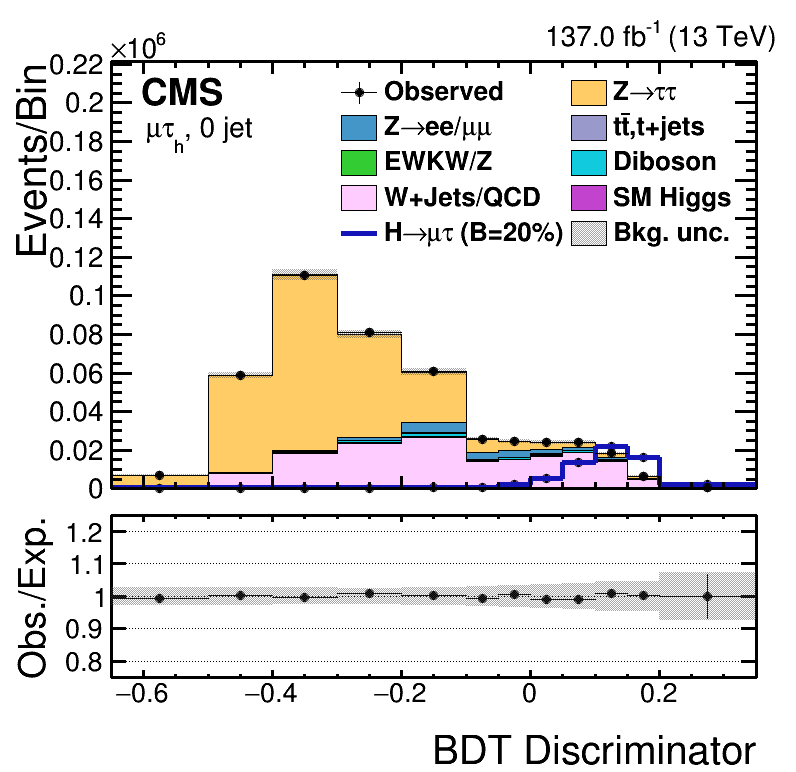 137.0 fb⁻¹ (13 TeV)
×10⁶
Events/Bin
0.22
0.2
0.18
0.16
0.14
0.12
0.1
0.08
0.06
0.04
0.02
0
CMS
μτₕ, 0 jet
Observed
Z→ττ
Z→ee/μμ
tt̄,t+jets
EWKW/Z
Diboson
W+Jets/QCD
SM Higgs
H→μτ (B=20%)
Bkg. unc.
Obs./Exp.
1.2
1.1
1
0.9
0.8
−0.6 −0.4 −0.2 0 0.2
BDT Discriminator